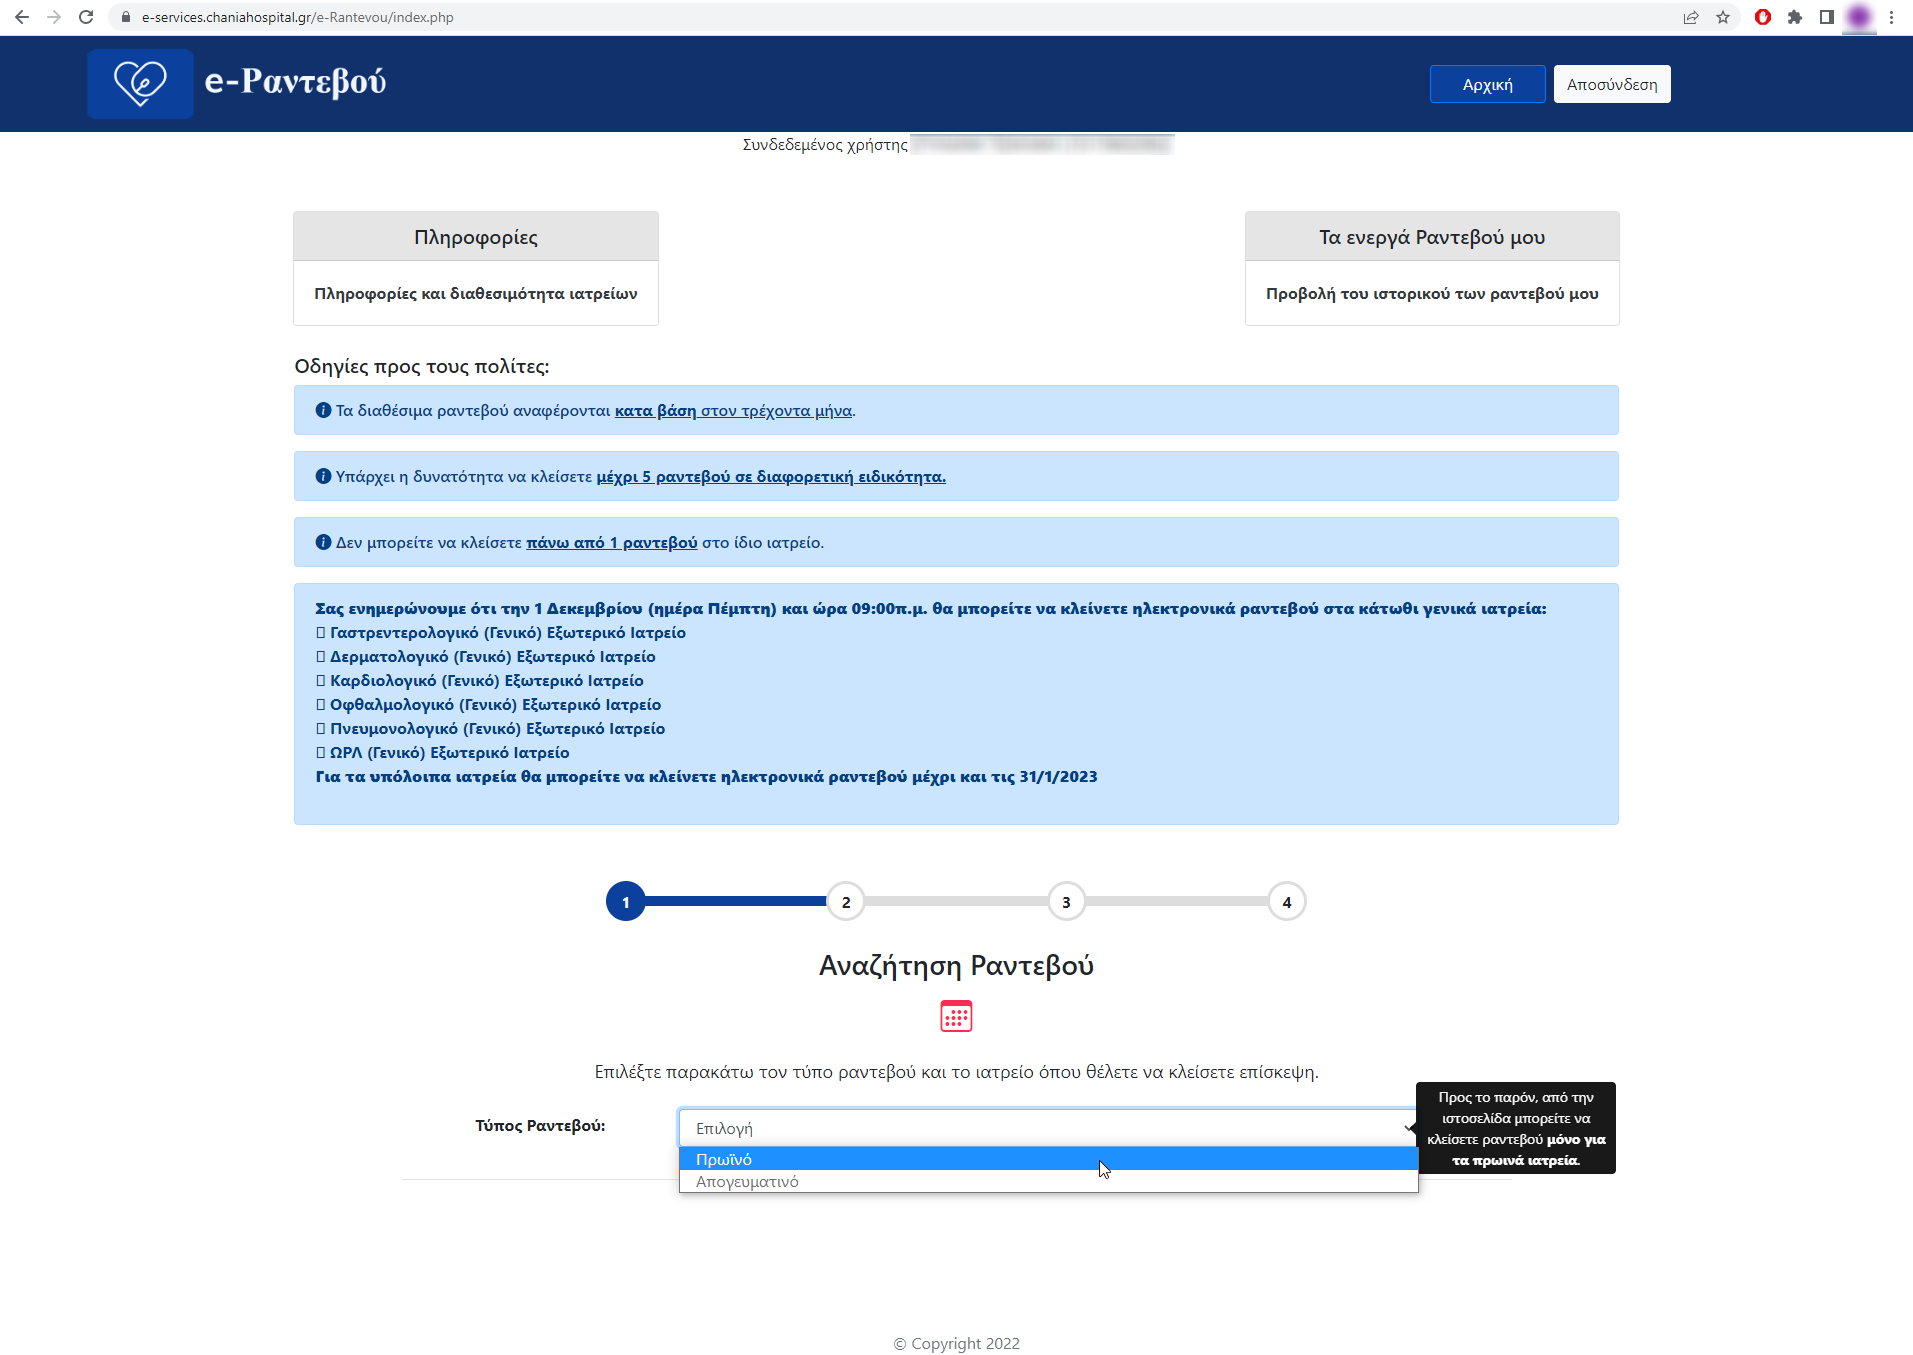 e-services.chaniahospital.gr/e-Rantevou/index.php
e-Ραντεβού
Αρχική
Αποσύνδεση
Συνδεδεμένος χρήστης
Πληροφορίες
Πληροφορίες και διαθεσιμότητα ιατρείων
Τα ενεργά Ραντεβού μου
Προβολή του ιστορικού των ραντεβού μου
Οδηγίες προς τους πολίτες:
Τα διαθέσιμα ραντεβού αναφέρονται κατα βάση στον τρέχοντα μήνα.
Υπάρχει η δυνατότητα να κλείσετε μέχρι 5 ραντεβού σε διαφορετική ειδικότητα.
Δεν μπορείτε να κλείσετε πάνω από 1 ραντεβού στο ίδιο ιατρείο.
Σας ενημερώνουμε ότι την 1 Δεκεμβρίου (ημέρα Πέμπτη) και ώρα 09:00π.μ. θα μπορείτε να κλείνετε ηλεκτρονικά ραντεβού στα κάτωθι γενικά ιατρεία:
Γαστρεντερολογικό (Γενικό) Εξωτερικό Ιατρείο
Δερματολογικό (Γενικό) Εξωτερικό Ιατρείο
Καρδιολογικό (Γενικό) Εξωτερικό Ιατρείο
Οφθαλμολογικό (Γενικό) Εξωτερικό Ιατρείο
Πνευμονολογικό (Γενικό) Εξωτερικό Ιατρείο
ΩΡΛ (Γενικό) Εξωτερικό Ιατρείο
Για τα υπόλοιπα ιατρεία θα μπορείτε να κλείνετε ηλεκτρονικά ραντεβού μέχρι και τις 31/1/2023
1
2
3
4
Αναζήτηση Ραντεβού
Επιλέξτε παρακάτω τον τύπο ραντεβού και το ιατρείο όπου θέλετε να κλείσετε επίσκεψη.
Τύπος Ραντεβού:
Επιλογή
Πρωϊνό
Απογευματινό
Προς το παρόν, από την
ιστοσελίδα μπορείτε να
κλείσετε ραντεβού μόνο για
τα πρωινά ιατρεία.
© Copyright 2022